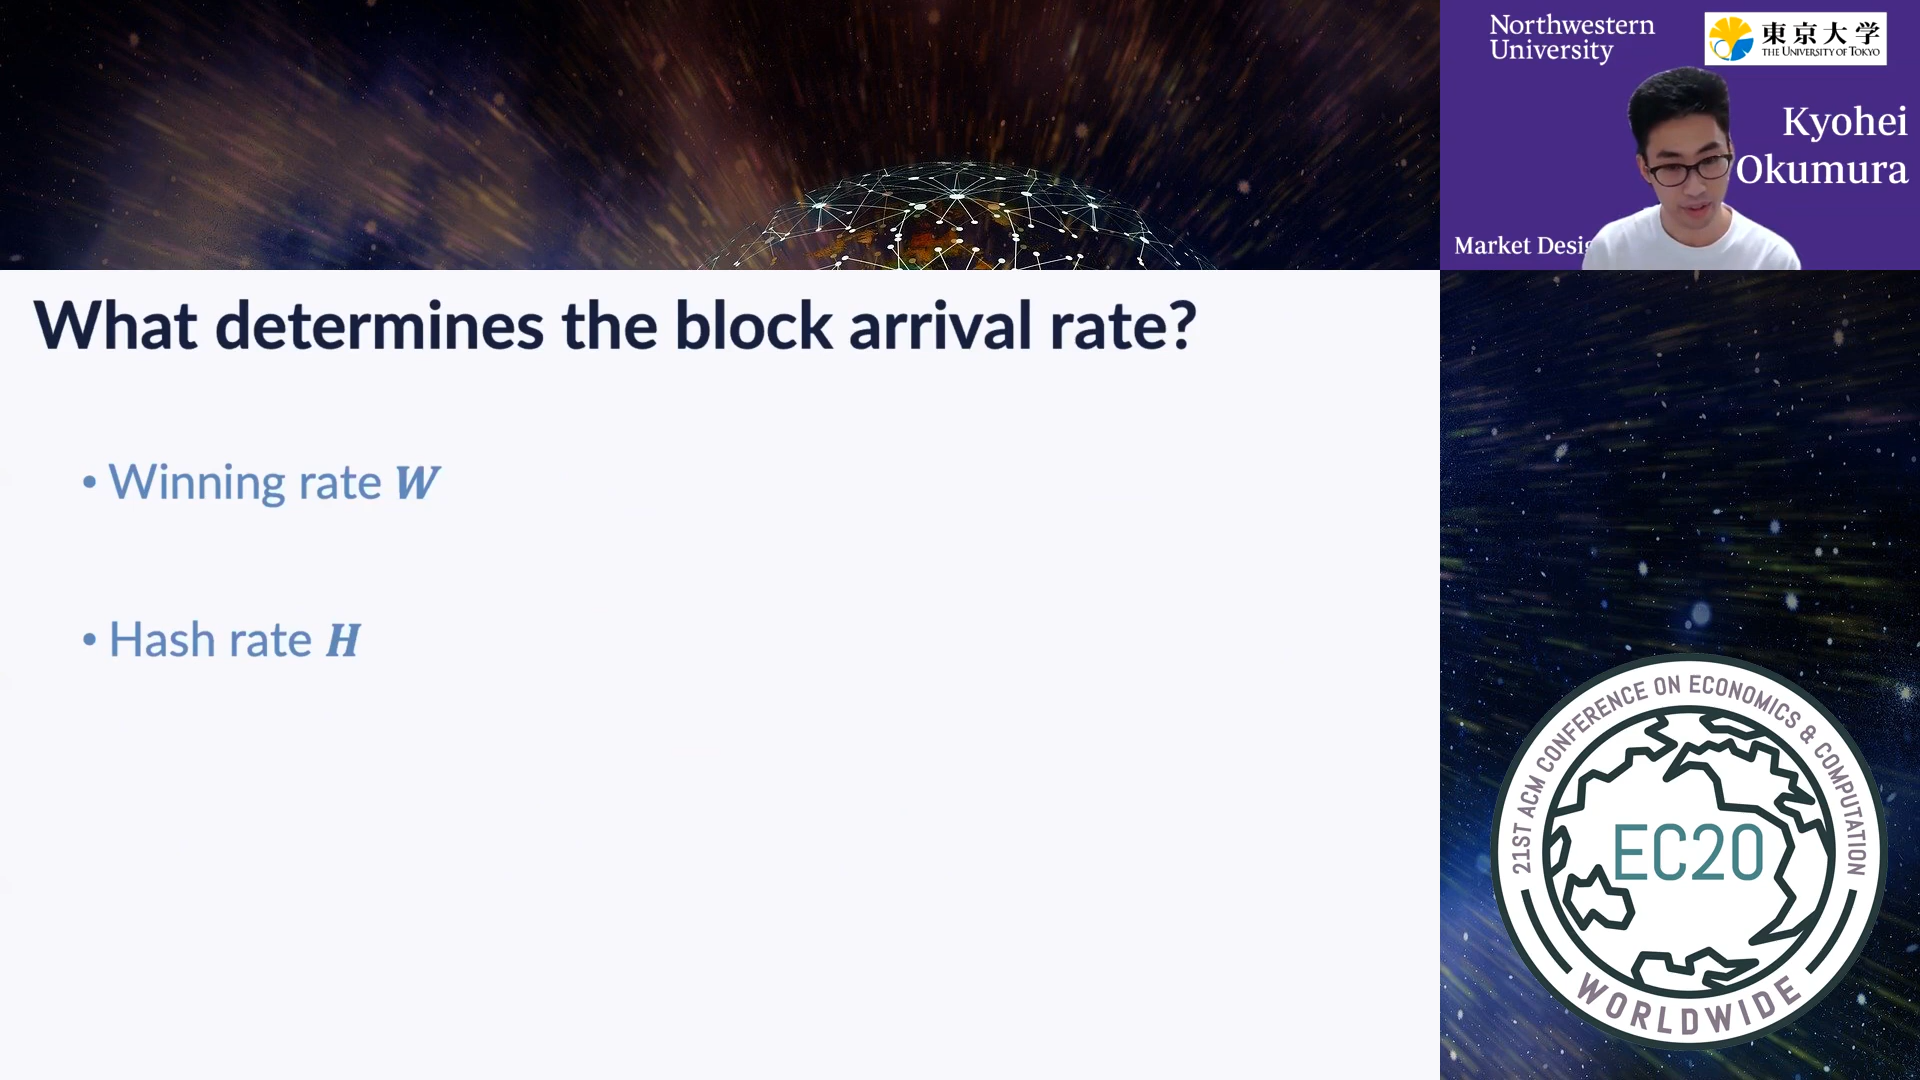 Northwestern
University
東京大学
THE UNIVERSITY OF TOKYO
Kyohei
Okumura
Market Desig
What determines the block arrival rate?
• Winning rate W
• Hash rate H
21ST ACM CONFERENCE ON ECONOMICS & COMPUTATION
EC20
WORLDWIDE